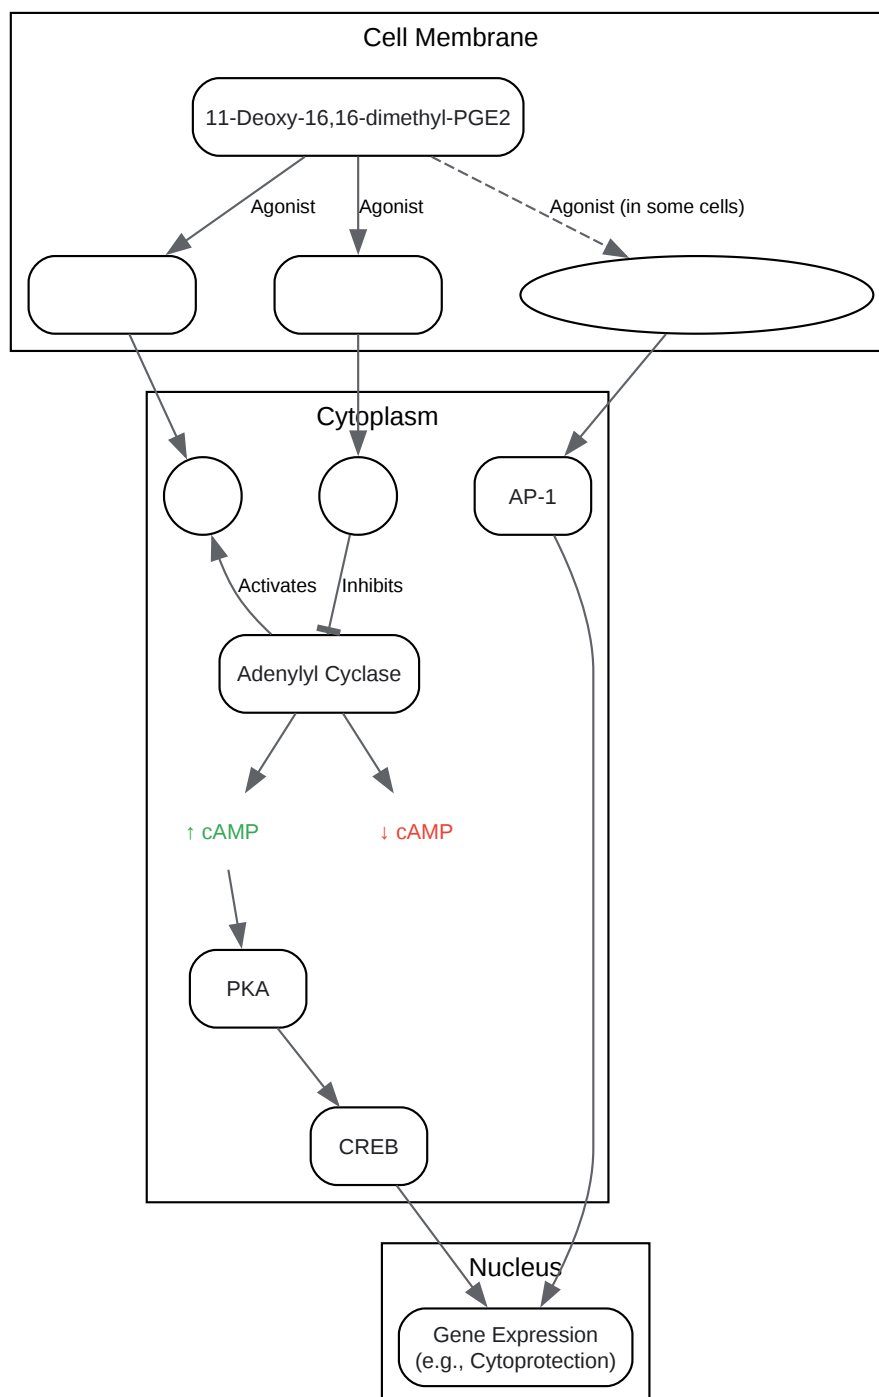 Cell Membrane
11-Deoxy-16,16-dimethyl-PGE2
Agonist
Agonist
Agonist (in some cells)
Cytoplasm
AP-1
Activates
Inhibits
Adenylyl Cyclase
↑ cAMP
↓ cAMP
PKA
CREB
Nucleus
Gene Expression
(e.g., Cytoprotection)